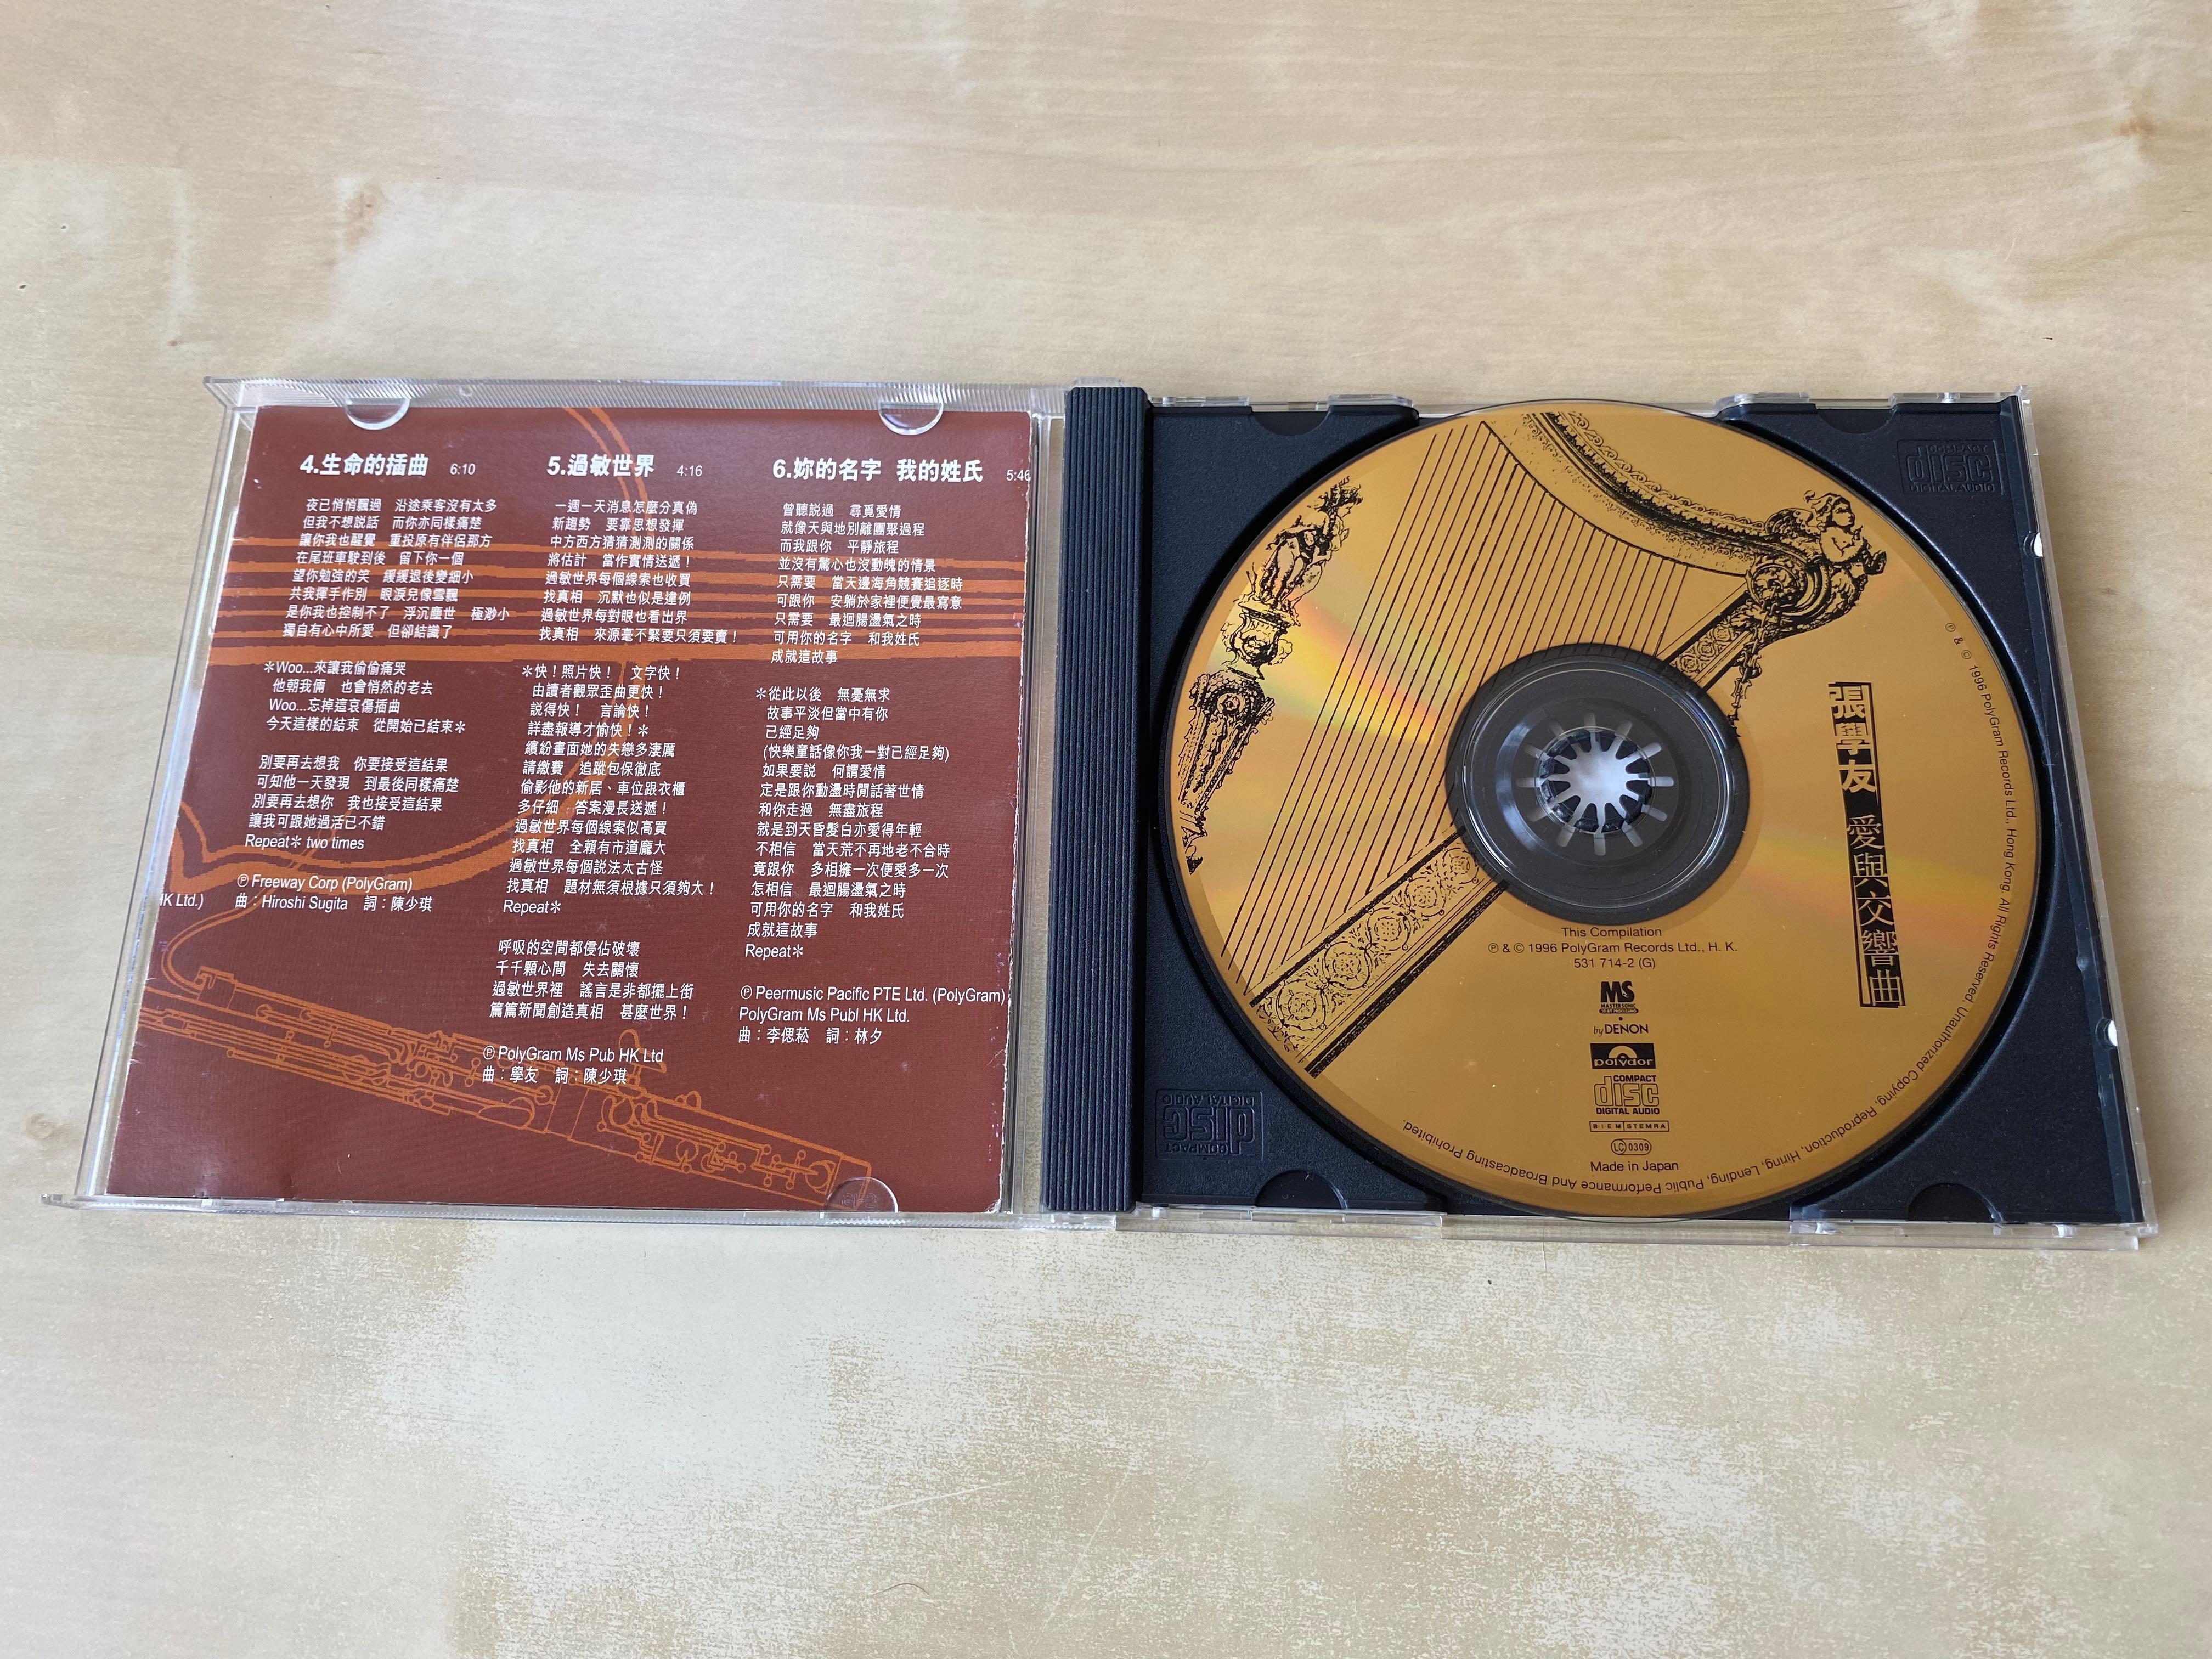 4.生命的插曲 6:10
夜已悄悄飄過 沿途乘客沒有太多
但我不想説話 而你亦同樣痛楚
讓你我也醒覺 重投原有伴侶那方
在尾班車駛到後 留下你一個
望你勉強的笑 緩緩退後變細小
共我揮手作別 眼淚兒像雪飄
是你我也控制不了 浮沉塵世 極渺小
獨自有心中所愛 但卻結識了
＊Woo...來讓我偷偷痛哭
他朝我倆 也會悄然的老去
Woo...忘掉這哀傷插曲
今天這樣的結束 從開始已結束＊
別要再去想我 你要接受這結果
可知他一天發現 到最後同樣痛楚
別要再去想你 我也接受這結果
讓我可跟她過活已不錯
Repeat＊ two times
℗ Freeway Corp (PolyGram)
曲：Hiroshi Sugita 詞：陳少琪
HK Ltd.)
5.過敏世界 4:16
一週一天消息怎麼分真偽
新趨勢 要靠思想發揮
中方西方猜猜測測的關係
將估計 當作實情送遞！
過敏世界每個線索也收買
找真相 沉默也似是違例
過敏世界每對眼也看出界
找真相 來源毫不緊要只須要賣！
＊快！照片快！ 文字快！
由讀者觀眾歪曲更快！
説得快！ 言論快！
詳盡報導才愉快！＊
繽紛畫面她的失戀多淒厲
請繳費 追蹤包保徹底
偷影他的新居、車位跟衣櫃
多仔細 答案漫長送遞！
過敏世界每個線索似高買
找真相 全賴有市道龐大
過敏世界每個説法太古怪
找真相 題材無須根據只須夠大！
Repeat＊
呼吸的空間都侵佔破壞
千千顆心間 失去關懷
過敏世界裡 謠言是非都擺上街
篇篇新聞創造真相 甚麼世界！
℗ PolyGram Ms Pub HK Ltd
曲：學友 詞：陳少琪
6.妳的名字 我的姓氏 5:46
曾聽説過 尋覓愛情
就像天與地別離團聚過程
而我跟你 平靜旅程
並沒有驚心也沒動魄的情景
只需要 當天邊海角競賽追逐時
可跟你 安躺於家裡便覺最寫意
只需要 最迴腸盪氣之時
可用你的名字 和我姓氏
成就這故事
＊從此以後 無憂無求
故事平淡但當中有你
已經足夠
(快樂童話像你我一對已經足夠)
如果要説 何謂愛情
定是跟你動盪時閒話著世情
和你走過 無盡旅程
就是到天昏髮白亦愛得年輕
不相信 當天荒不再地老不合時
竟跟你 多相擁一次便愛多一次
怎相信 最迴腸盪氣之時
可用你的名字 和我姓氏
成就這故事
Repeat＊
℗ Peermusic Pacific PTE Ltd. (PolyGram)
PolyGram Ms Publ HK Ltd.
曲：李偲菘 詞：林夕
張學友 愛與交響曲
This Compilation
℗ & © 1996 PolyGram Records Ltd., H. K.
531 714-2 (G)
MS
MASTER SONIC
by DENON
polydor
COMPACT
disc
DIGITAL AUDIO
BIEM STEMRA
LC 0309
Made in Japan
℗ & © 1996 PolyGram Records Ltd., Hong Kong. All Rights Reserved. Unauthorized Copying, Reproduction, Hiring, Lending, Public Performance And Broadcasting Prohibited.
COMPACT
disc
DIGITAL AUDIO
COMPACT
disc
DIGITAL AUDIO